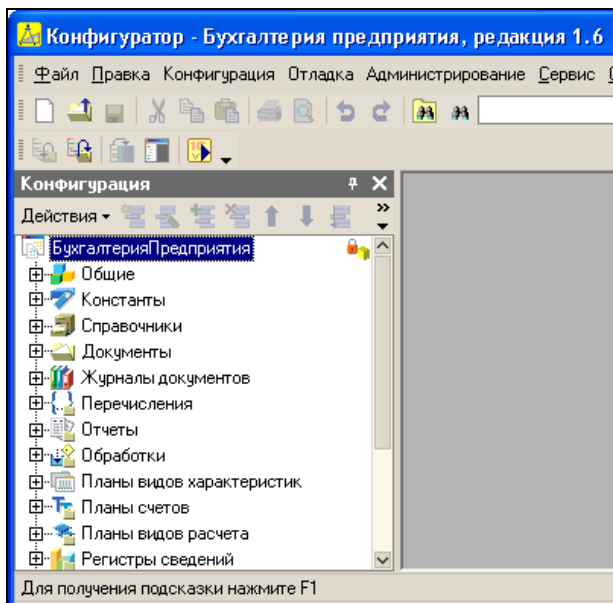 Конфигуратор - Бухгалтерия предприятия, редакция 1.6
Файл Правка Конфигурация Отладка Администрирование Сервис
Конфигурация
Действия
БухгалтерияПредприятия
Общие
Константы
Справочники
Документы
Журналы документов
Перечисления
Отчеты
Обработки
Планы видов характеристик
Планы счетов
Планы видов расчета
Регистры сведений
Для получения подсказки нажмите F1